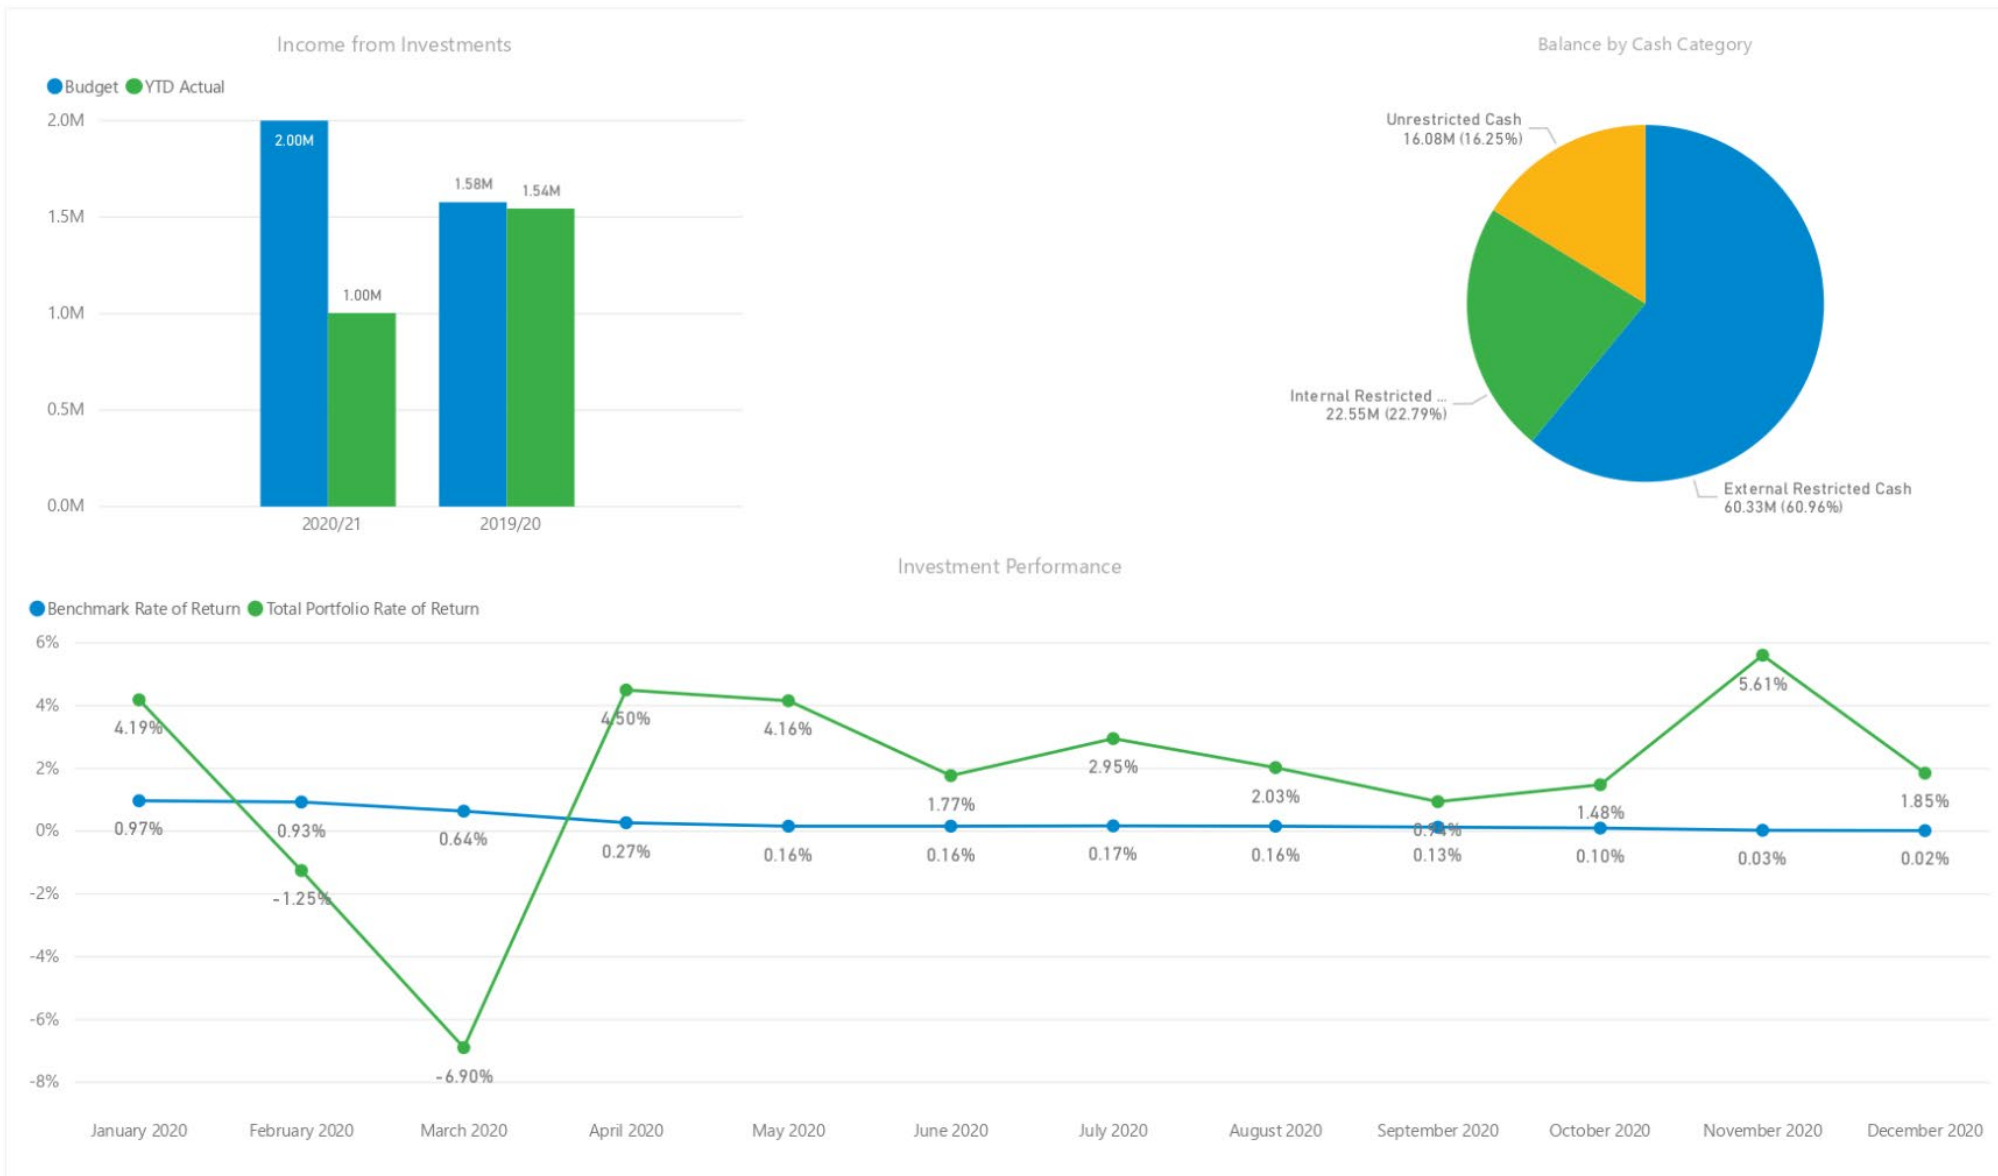 Income from Investments
Budget YTD Actual
2.0M
1.5M
1.0M
0.5M
0.0M
2.00M
1.00M
1.58M
1.54M
2020/21 2019/20
Balance by Cash Category
Unrestricted Cash
16.08M (16.25%)
Internal Restricted ...
22.55M (22.79%)
External Restricted Cash
60.33M (60.96%)
Investment Performance
Benchmark Rate of Return Total Portfolio Rate of Return
6%
4%
2%
0%
-2%
-4%
-6%
-8%
4.19% -1.25% -6.90% 4.50% 4.16% 1.77% 2.95% 2.03% 0.94% 1.48% 5.61% 1.85%
0.97% 0.93% 0.64% 0.27% 0.16% 0.16% 0.17% 0.16% 0.13% 0.10% 0.03% 0.02%
January 2020 February 2020 March 2020 April 2020 May 2020 June 2020 July 2020 August 2020 September 2020 October 2020 November 2020 December 2020